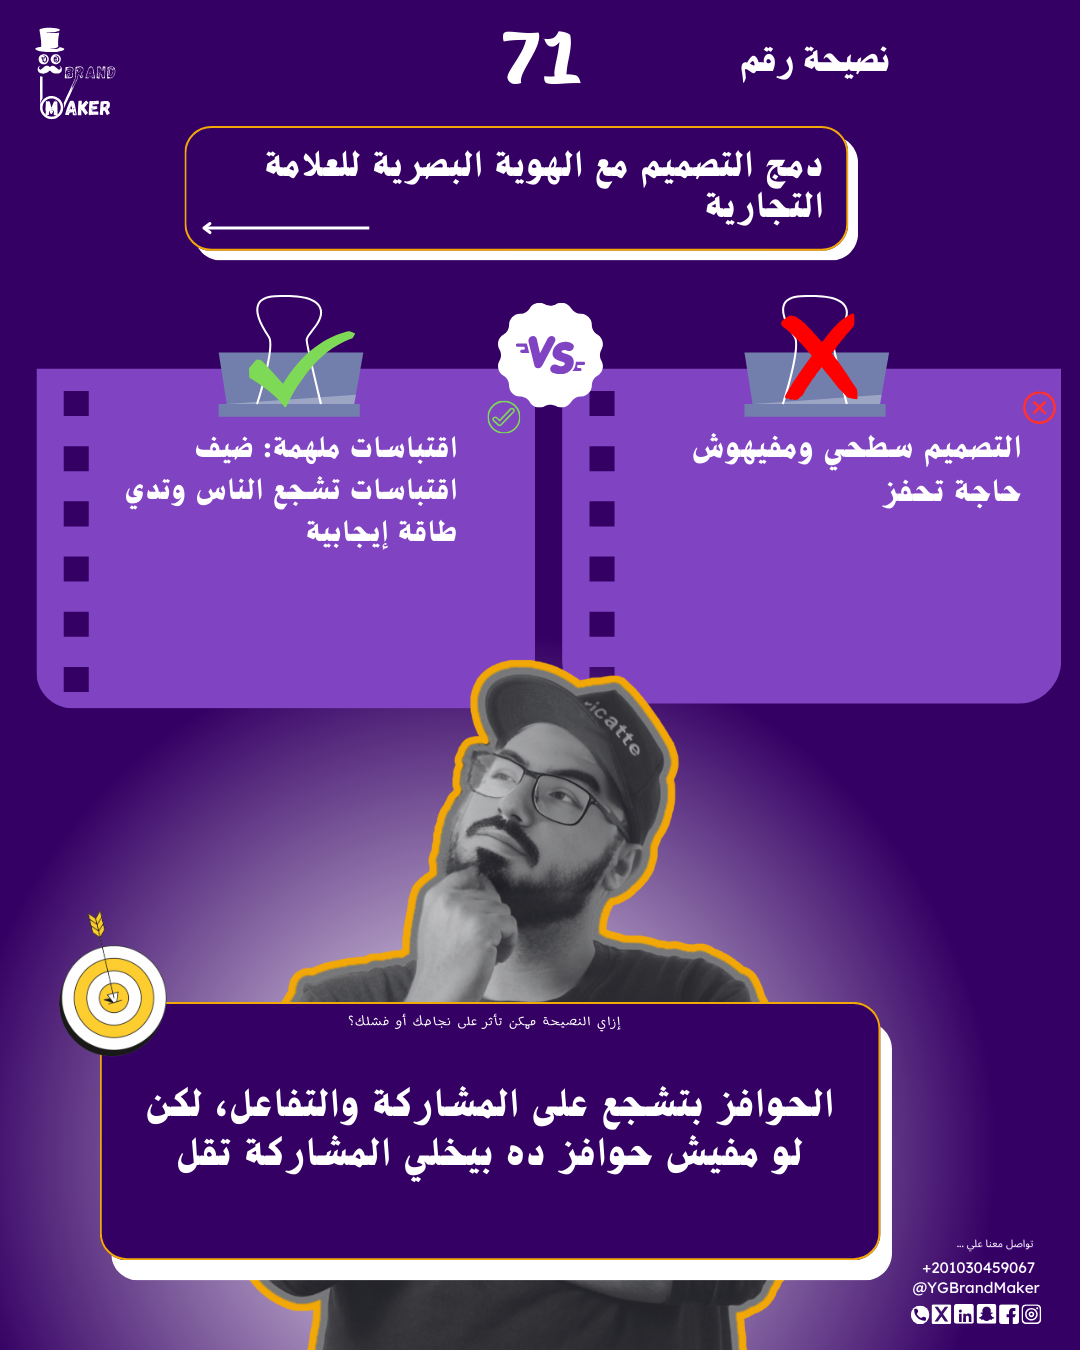 BRAND
MAKER
نصيحة رقم 71
دمج التصميم مع الهوية البصرية للعلامة
التجارية
VS
التصميم سطحي ومفيهوش
حاجة تحفز
اقتباسات ملهمة: ضيف
اقتباسات تشجع الناس وتدي
طاقة إيجابية
icatte
إزاي النصيحة ممكن تأثر على نجاحك أو فشلك؟
الحوافز بتشجع على المشاركة والتفاعل، لكن
لو مفيش حوافز ده بيخلي المشاركة تقل
تواصل معنا علي ...
+201030459067
@YGBrandMaker